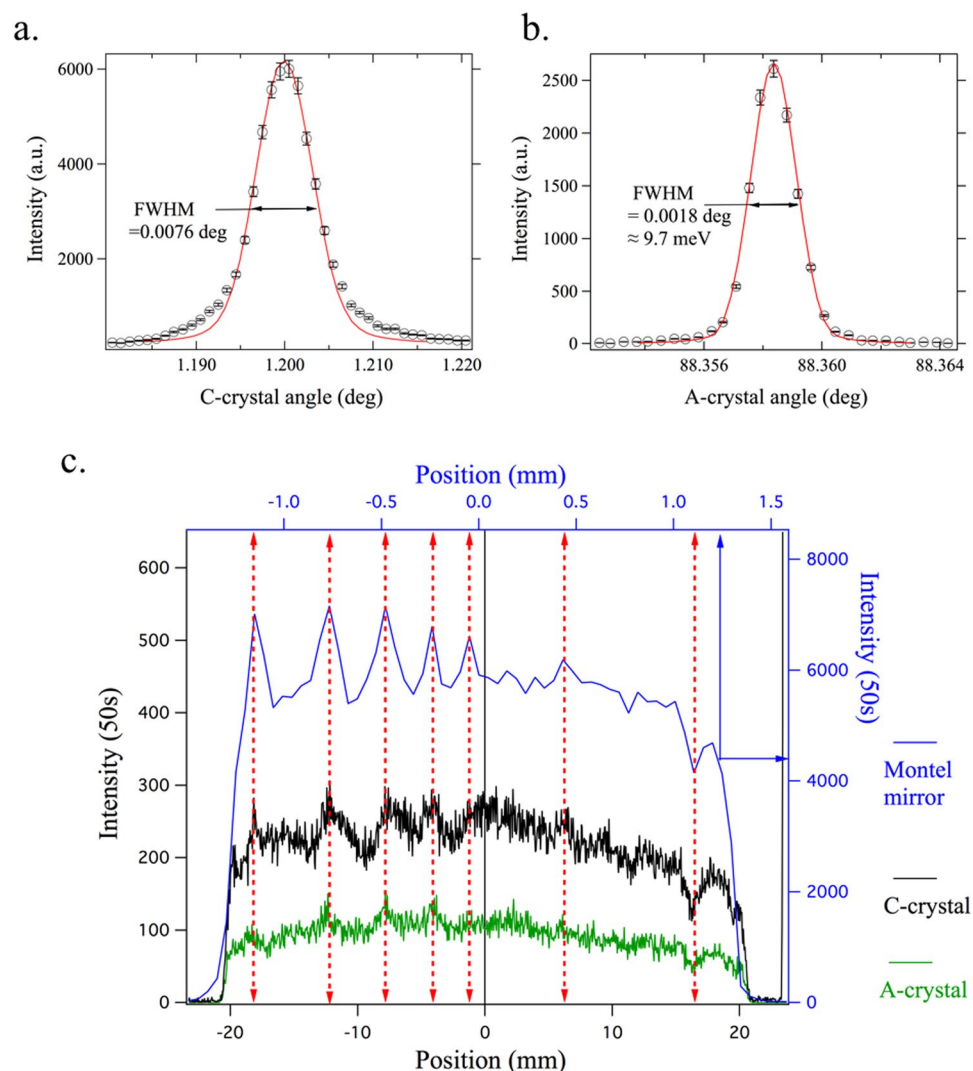 a.
b.
6000
4000
2000
Intensity (a.u.)
FWHM
=0.0076 deg
1.190
1.200
1.210
1.220
C-crystal angle (deg)
2500
2000
1500
1000
500
0
Intensity (a.u.)
FWHM
= 0.0018 deg
≈ 9.7 meV
88.356
88.360
88.364
A-crystal angle (deg)
c.
Position (mm)
-1.0
-0.5
0.0
0.5
1.0
1.5
600
500
400
300
200
100
0
Intensity (50s)
8000
6000
4000
2000
0
Intensity (50s)
-20
-10
0
10
20
Position (mm)
Montel
mirror
C-crystal
A-crystal